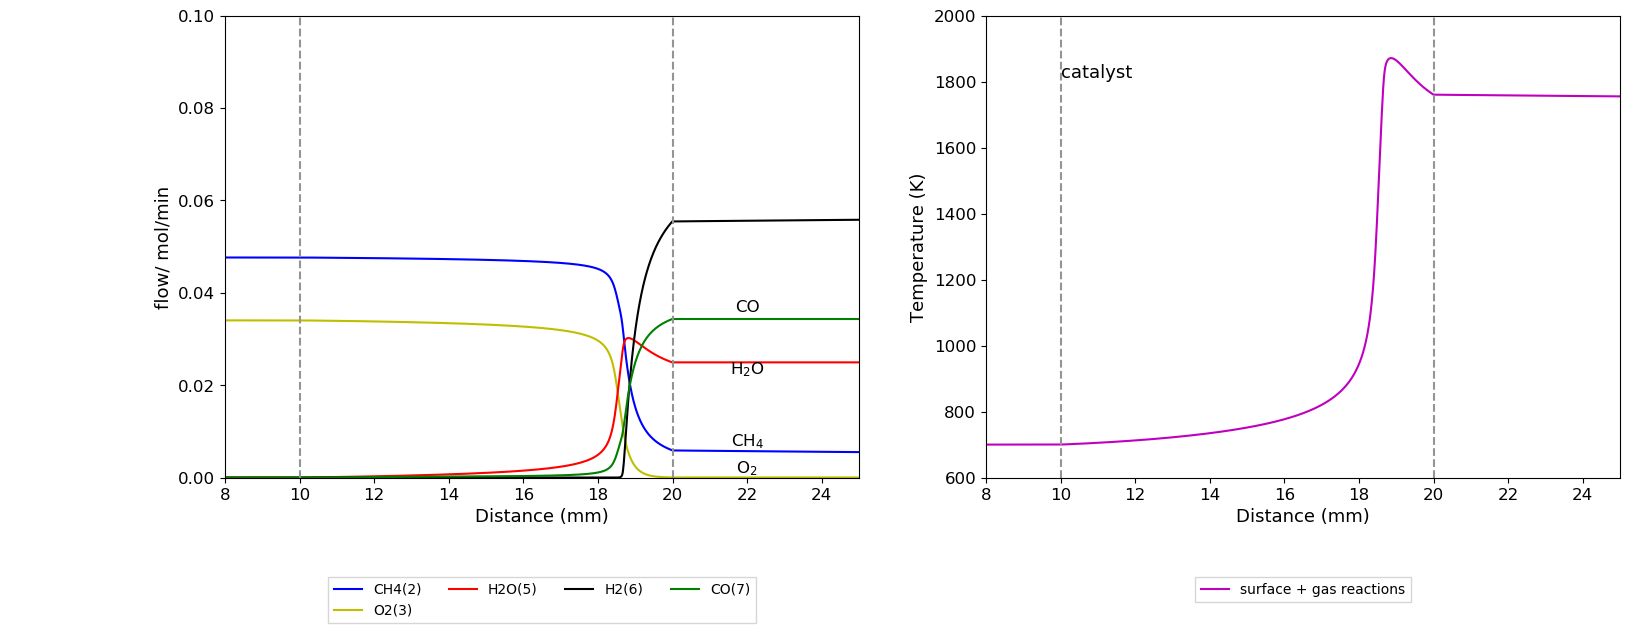 0.10
0.08
0.06
0.04
0.02
0.00
flow/ mol/min
CO
H₂O
CH₄
O₂
8 10 12 14 16 18 20 22 24
Distance (mm)
CH4(2) H2O(5) H2(6) CO(7)
O2(3)
2000
1800
1600
1400
1200
1000
800
600
Temperature (K)
catalyst
8 10 12 14 16 18 20 22 24
Distance (mm)
surface + gas reactions